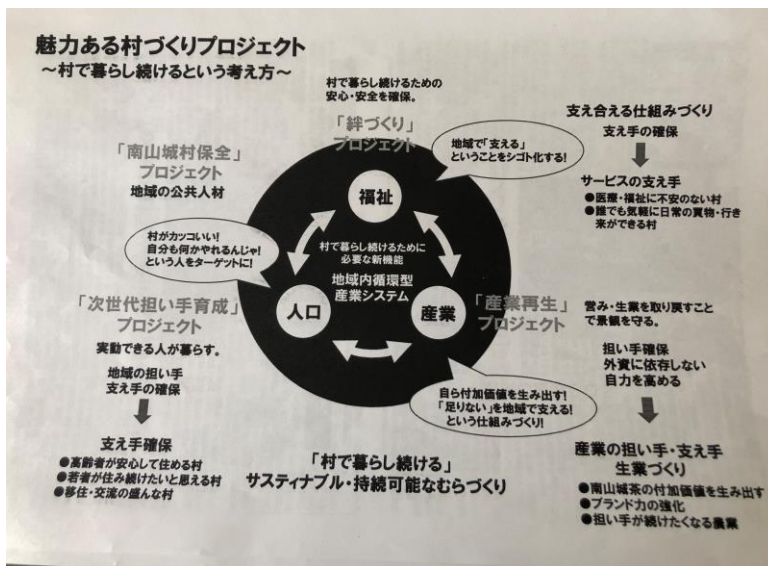 魅力ある村づくりプロジェクト
～村で暮らし続けるという考え方～
村で暮らし続けるための
安心・安全を確保。
「絆づくり」
プロジェクト
地域で「支える」
ということをシゴト化する!
支え合える仕組みづくり
支え手の確保
サービスの支え手
●医療・福祉に不安のない村
●誰でも気軽に日常の買物・行き
来ができる村
「南山城村保全」
プロジェクト
地域の公共人材
村がカッコいい!
自分も何かやれるんじゃ!
という人をターゲットに!
福祉
村で暮らし続けるために
必要な新機能
地域内循環型
産業システム
人口
産業
「次世代担い手育成」
プロジェクト
実動できる人が暮らす。
地域の担い手
支え手の確保
支え手確保
●高齢者が安心して住める村
●若者が住み続けたいと思える村
●移住・交流の盛んな村
「産業再生」
プロジェクト
営み・生業を取り戻すこと
で景観を守る。
担い手確保
外資に依存しない
自力を高める
自ら付加価値を生み出す!
「足りない」を地域で支える!
という仕組みづくり!
産業の担い手・支え手
生業づくり
●南山城茶の付加価値を生み出す
●ブランド力の強化
●担い手が続けたくなる農業
「村で暮らし続ける」
サスティナブル・持続可能なむらづくり